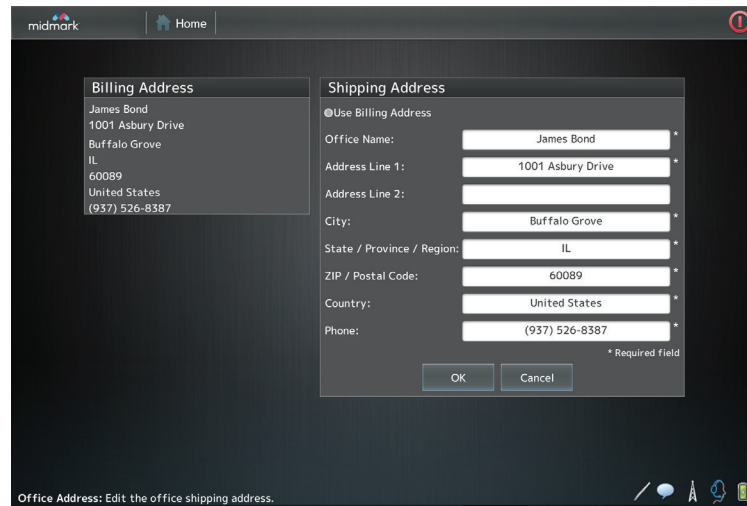 midmark
Home
Billing Address
James Bond
1001 Asbury Drive
Buffalo Grove
IL
60089
United States
(937) 526-8387
Shipping Address
Use Billing Address
Office Name: James Bond *
Address Line 1: 1001 Asbury Drive *
Address Line 2:
City: Buffalo Grove *
State / Province / Region: IL *
ZIP / Postal Code: 60089 *
Country: United States *
Phone: (937) 526-8387 *
* Required field
OK Cancel
Office Address: Edit the office shipping address.